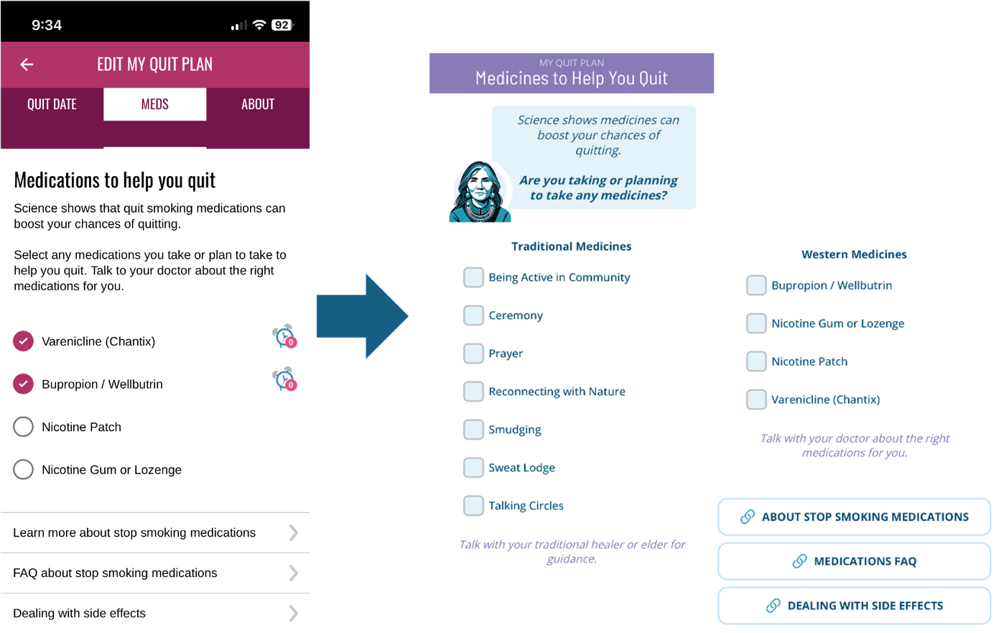 9:34
92
EDIT MY QUIT PLAN
QUIT DATE
MEDS
ABOUT
Medications to help you quit
Science shows that quit smoking medications can
boost your chances of quitting.
Select any medications you take or plan to take to
help you quit. Talk to your doctor about the right
medications for you.
Varenicline (Chantix)
0
Bupropion / Wellbutrin
0
Nicotine Patch
Nicotine Gum or Lozenge
Learn more about stop smoking medications
FAQ about stop smoking medications
Dealing with side effects
MY QUIT PLAN
Medicines to Help You Quit
Science shows medicines can
boost your chances of
quitting.
Are you taking or planning
to take any medicines?
Traditional Medicines
Being Active in Community
Ceremony
Prayer
Reconnecting with Nature
Smudging
Sweat Lodge
Talking Circles
Talk with your traditional healer or elder for
guidance.
Western Medicines
Bupropion / Wellbutrin
Nicotine Gum or Lozenge
Nicotine Patch
Varenicline (Chantix)
Talk with your doctor about the right
medications for you.
ABOUT STOP SMOKING MEDICATIONS
MEDICATIONS FAQ
DEALING WITH SIDE EFFECTS